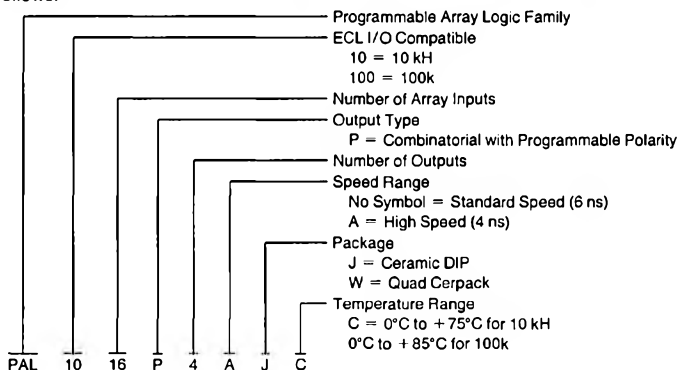 Programmable Array Logic Family
ECL I/O Compatible
10 = 10 kH
100 = 100k
Number of Array Inputs
Output Type
P = Combinatorial with Programmable Polarity
Number of Outputs
Speed Range
No Symbol = Standard Speed (6 ns)
A = High Speed (4 ns)
Package
J = Ceramic DIP
W = Quad Cerpack
Temperature Range
C = 0°C to +75°C for 10 kH
0°C to +85°C for 100k
PAL 10 16 P 4 A J C